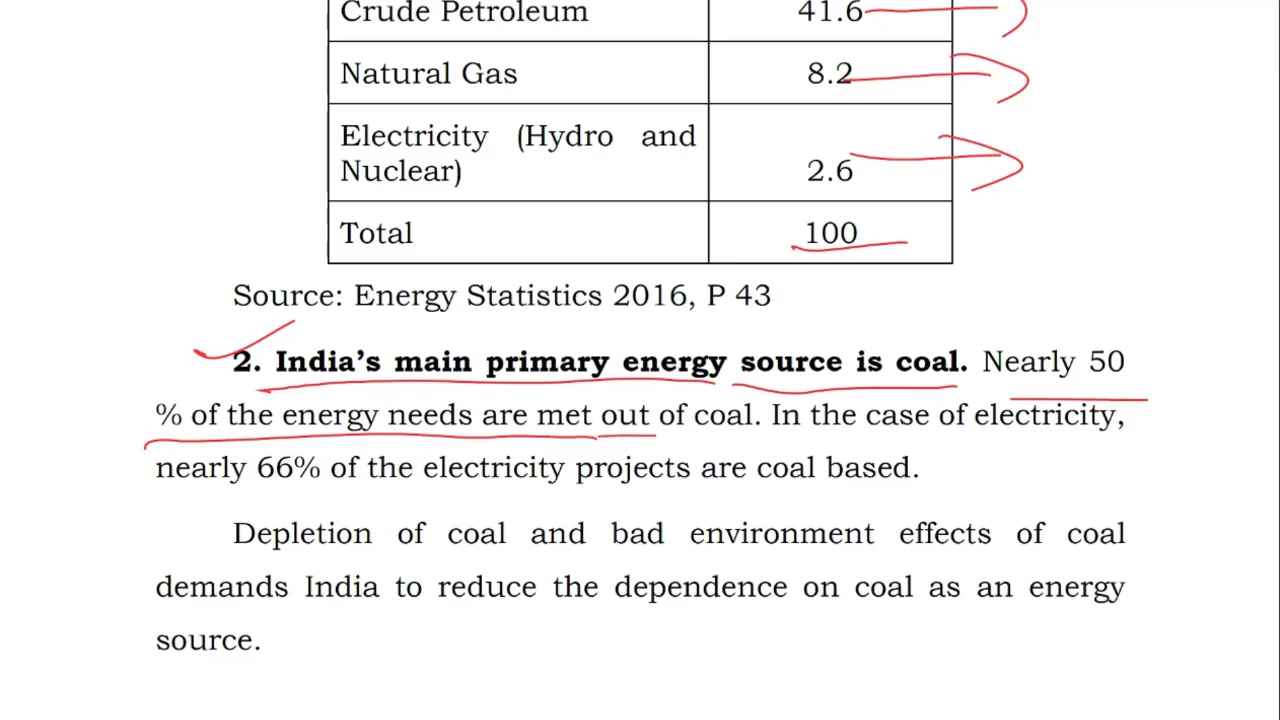 Crude Petroleum 41.6
Natural Gas 8.2
Electricity (Hydro and
Nuclear) 2.6
Total 100
Source: Energy Statistics 2016, P 43
2. India’s main primary energy source is coal. Nearly 50
% of the energy needs are met out of coal. In the case of electricity,
nearly 66% of the electricity projects are coal based.
Depletion of coal and bad environment effects of coal
demands India to reduce the dependence on coal as an energy
source.